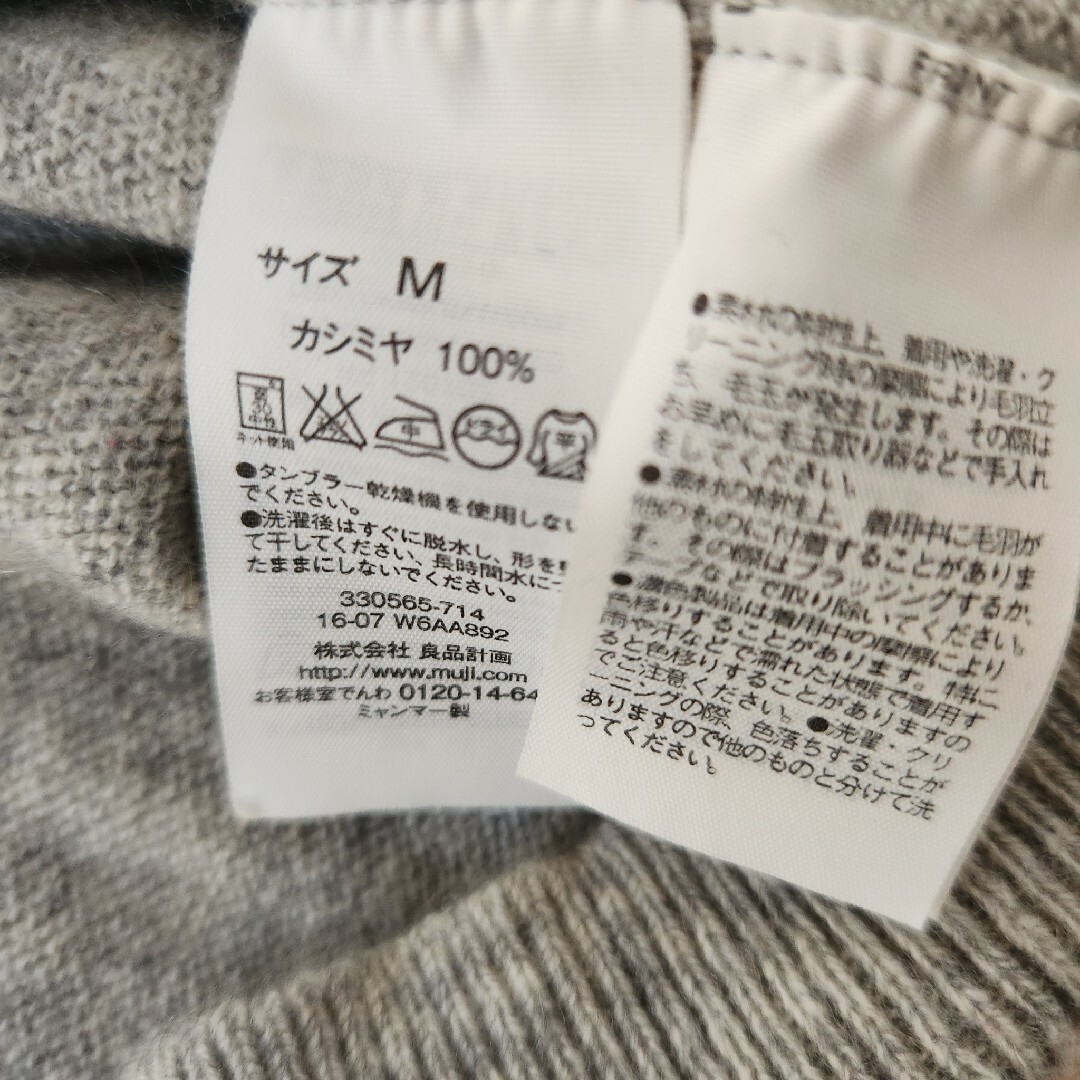 サイズ M
カシミヤ 100%
30
中性
ネット使用
中
ドライ
平
●タンブラー乾燥機を使用しない
でください。
●洗濯後はすぐに脱水し、形を
て干してください。長時間水につ
たままにしないでください。
330565-714
16-07 W6AA892
株式会社 良品計画
http://www.muji.com
お客様室でんわ 0120-14-64
ミャンマー製
着用や洗濯・ク
リーニング 摩擦により毛羽立
ち、毛玉が発生します。その際は
お早めに毛玉取り器などで手入れ
をしてください。
着用中に毛羽が
他のものに付着することがありま
す。その際はブラッシングするか、
テープなどで取り除いてください。
●濃色製品は着用中の摩擦により
色移りすることがあります。特に
雨や汗などで濡れた状態で着用す
ると色移りすることがありますの
でご注意ください。●洗濯・クリ
ーニングの際、色落ちすることが
ありますので他のものと分けて洗
ってください。